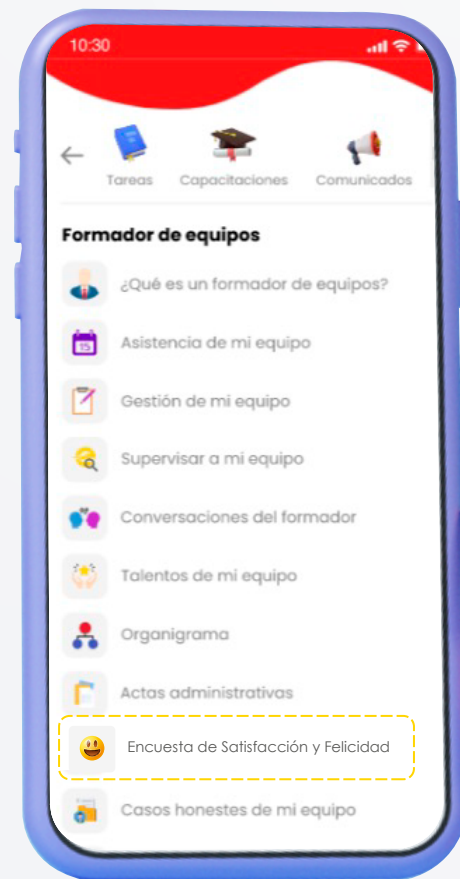 10:30
Tareas Capacitaciones Comunicados
Formador de equipos
¿Qué es un formador de equipos?
15
Asistencia de mi equipo
Gestión de mi equipo
Supervisar a mi equipo
Conversaciones del formador
Talentos de mi equipo
Organigrama
Actas administrativas
Encuesta de Satisfacción y Felicidad
Casos honestes de mi equipo